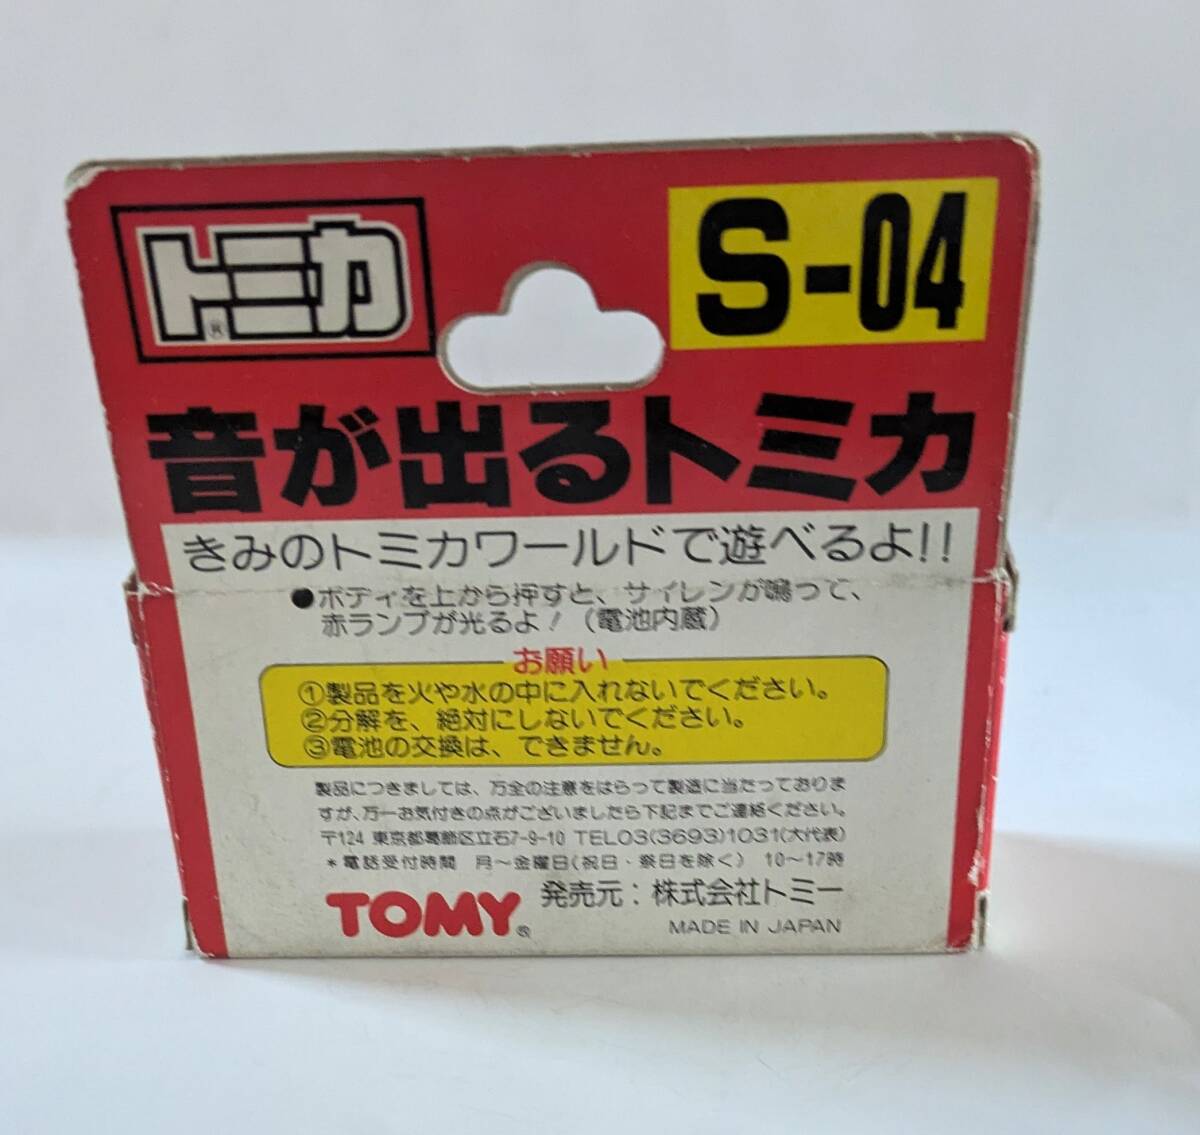 トミカ®
S-04
音が出るトミカ
きみのトミカワールドで遊べるよ!!
●ボディを上から押すと、サイレンが鳴って、
赤ランプが光るよ!(電池内蔵)
お願い
①製品を火や水の中に入れないでください。
②分解を、絶対にしないでください。
③電池の交換は、できません。
製品につきましては、万全の注意をはらって製造に当たっておりま
すが、万一お気付きの点がございましたら下記までご連絡ください。
〒124 東京都葛飾区立石7-9-10 TEL03(3693)1031(大代表)
*電話受付時間 月〜金曜日(祝日・祭日を除く) 10〜17時
TOMY® 発売元:株式会社トミー
MADE IN JAPAN